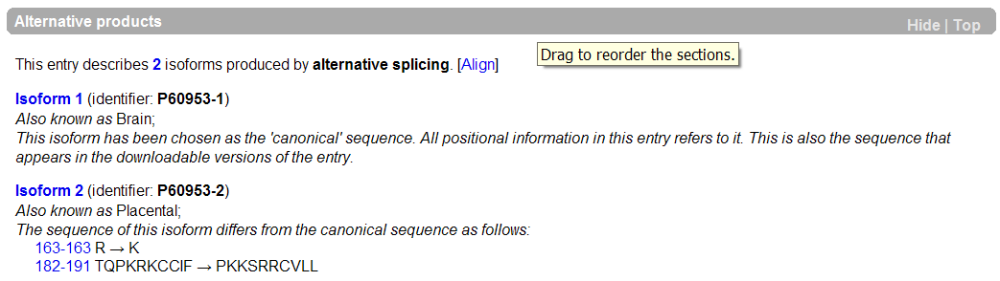 Alternative products
Hide | Top
Drag to reorder the sections.
This entry describes 2 isoforms produced by alternative splicing. [Align]
Isoform 1 (identifier: P60953-1)
Also known as Brain;
This isoform has been chosen as the 'canonical' sequence. All positional information in this entry refers to it. This is also the sequence that
appears in the downloadable versions of the entry.
Isoform 2 (identifier: P60953-2)
Also known as Placental;
The sequence of this isoform differs from the canonical sequence as follows:
163-163 R → K
182-191 TQPKRKCCIF → PKKSRRCVLL